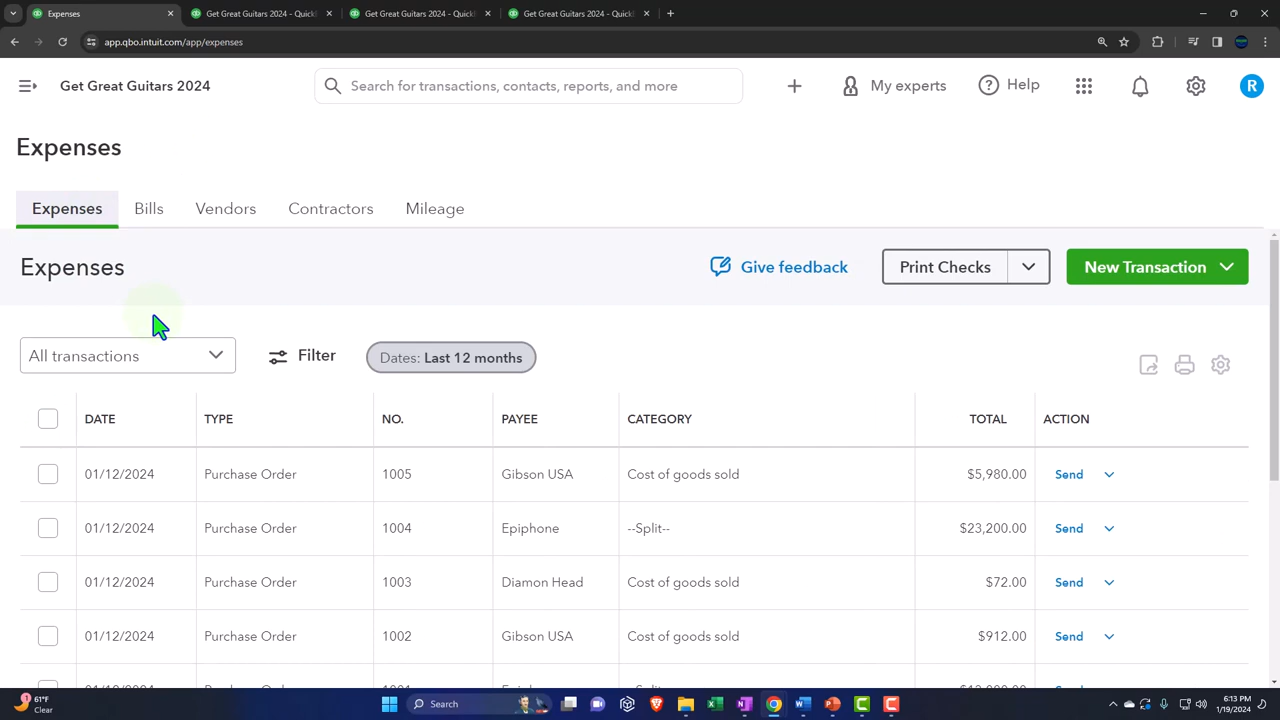 Expenses
Get Great Guitars 2024 - Quick
Get Great Guitars 2024 - Quick
Get Great Guitars 2024 - Quick
app.qbo.intuit.com/app/expenses
Get Great Guitars 2024
Search for transactions, contacts, reports, and more
My experts
Help
R
Expenses
Expenses Bills Vendors Contractors Mileage
Expenses
Give feedback
Print Checks
New Transaction
All transactions
Filter
Dates: Last 12 months
DATE TYPE NO. PAYEE CATEGORY TOTAL ACTION
01/12/2024 Purchase Order 1005 Gibson USA Cost of goods sold $5,980.00 Send
01/12/2024 Purchase Order 1004 Epiphone --Split-- $23,200.00 Send
01/12/2024 Purchase Order 1003 Diamon Head Cost of goods sold $72.00 Send
01/12/2024 Purchase Order 1002 Gibson USA Cost of goods sold $912.00 Send
1
61°F
Clear
Search
6:13 PM
1/19/2024